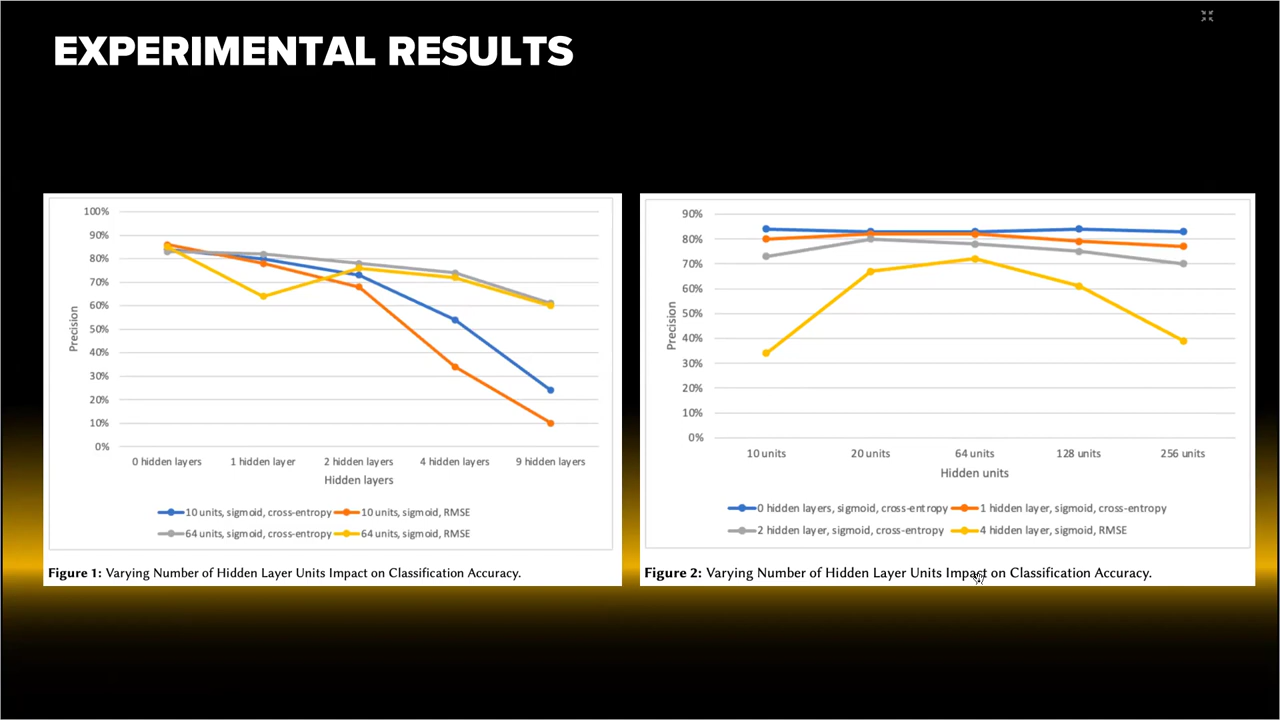 EXPERIMENTAL RESULTS
100%
90%
80%
70%
60%
50%
40%
30%
20%
10%
0%
Precision
0 hidden layers
1 hidden layer
2 hidden layers
4 hidden layers
9 hidden layers
Hidden layers
10 units, sigmoid, cross-entropy
10 units, sigmoid, RMSE
64 units, sigmoid, cross-entropy
64 units, sigmoid, RMSE
Figure 1: Varying Number of Hidden Layer Units Impact on Classification Accuracy.
90%
80%
70%
60%
50%
40%
30%
20%
10%
0%
Precision
10 units
20 units
64 units
128 units
256 units
Hidden units
0 hidden layers, sigmoid, cross-entropy
1 hidden layer, sigmoid, cross-entropy
2 hidden layer, sigmoid, cross-entropy
4 hidden layer, sigmoid, RMSE
Figure 2: Varying Number of Hidden Layer Units Impact on Classification Accuracy.